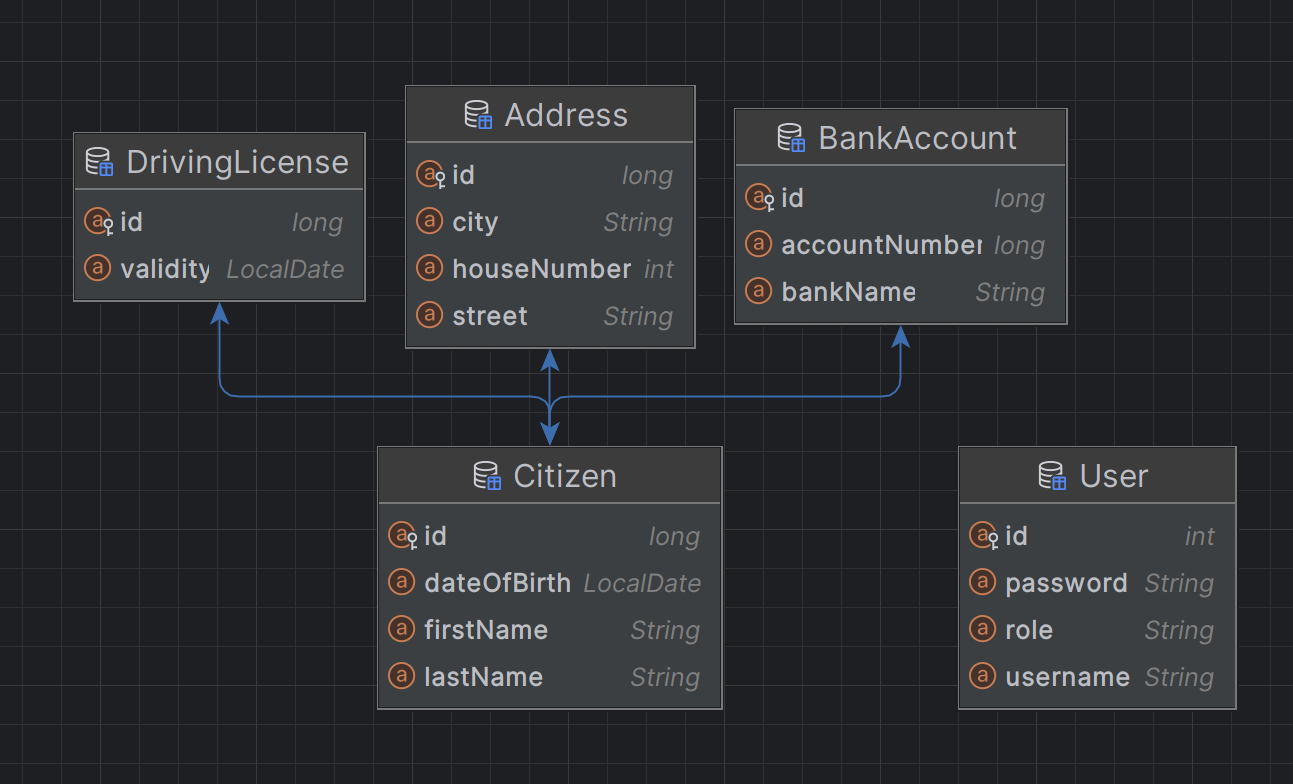 DrivingLicense
id long
validity LocalDate
Address
id long
city String
houseNumber int
street String
BankAccount
id long
accountNumber long
bankName String
Citizen
id long
dateOfBirth LocalDate
firstName String
lastName String
User
id int
password String
role String
username String